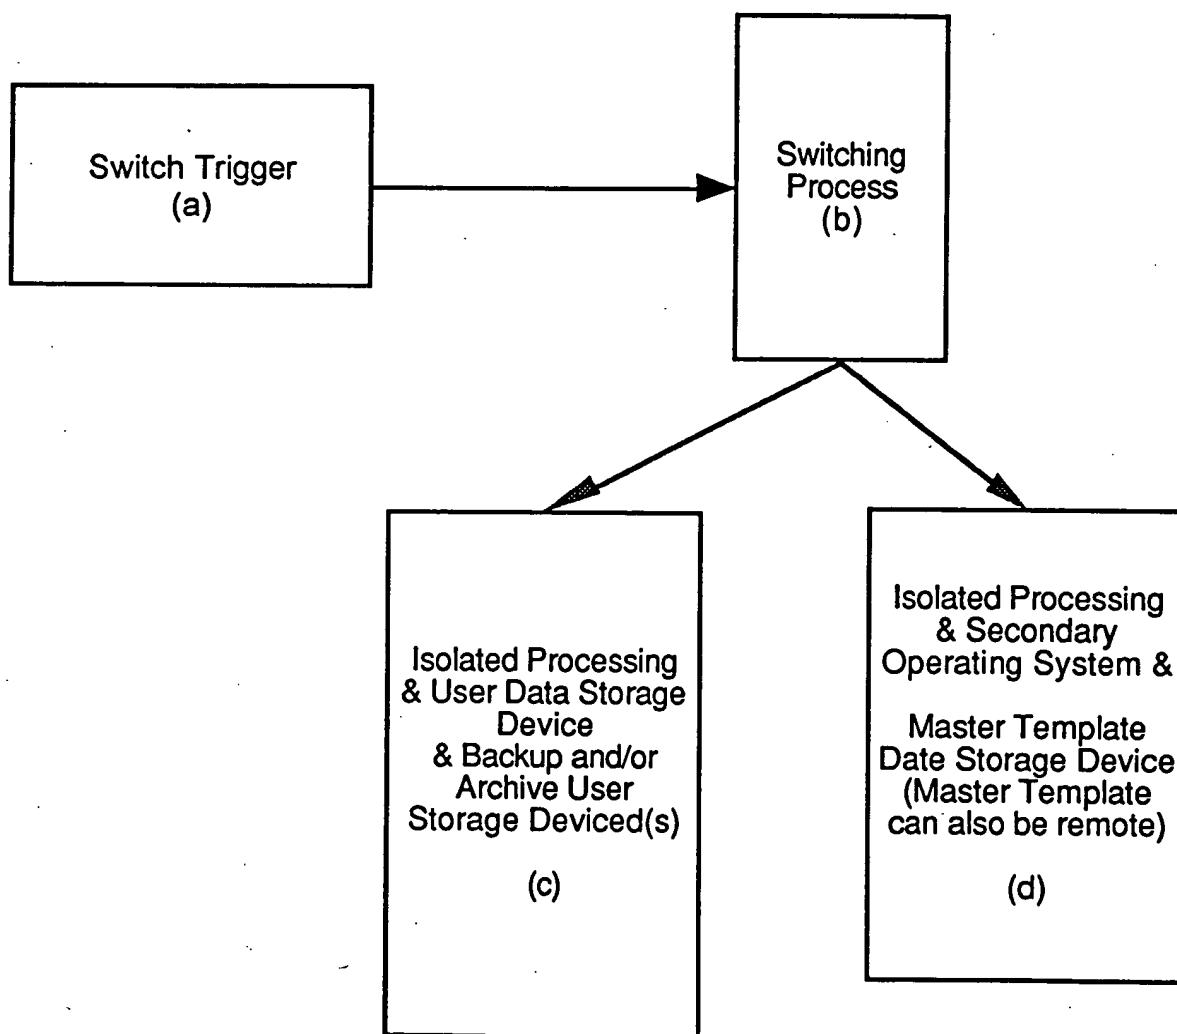 Switch Trigger
(a)
Switching
Process
(b)
Isolated Processing
& User Data Storage
Device
& Backup and/or
Archive User
Storage Deviced(s)
(c)
Isolated Processing
& Secondary
Operating System &
Master Template
Date Storage Device
(Master Template
can also be remote)
(d)